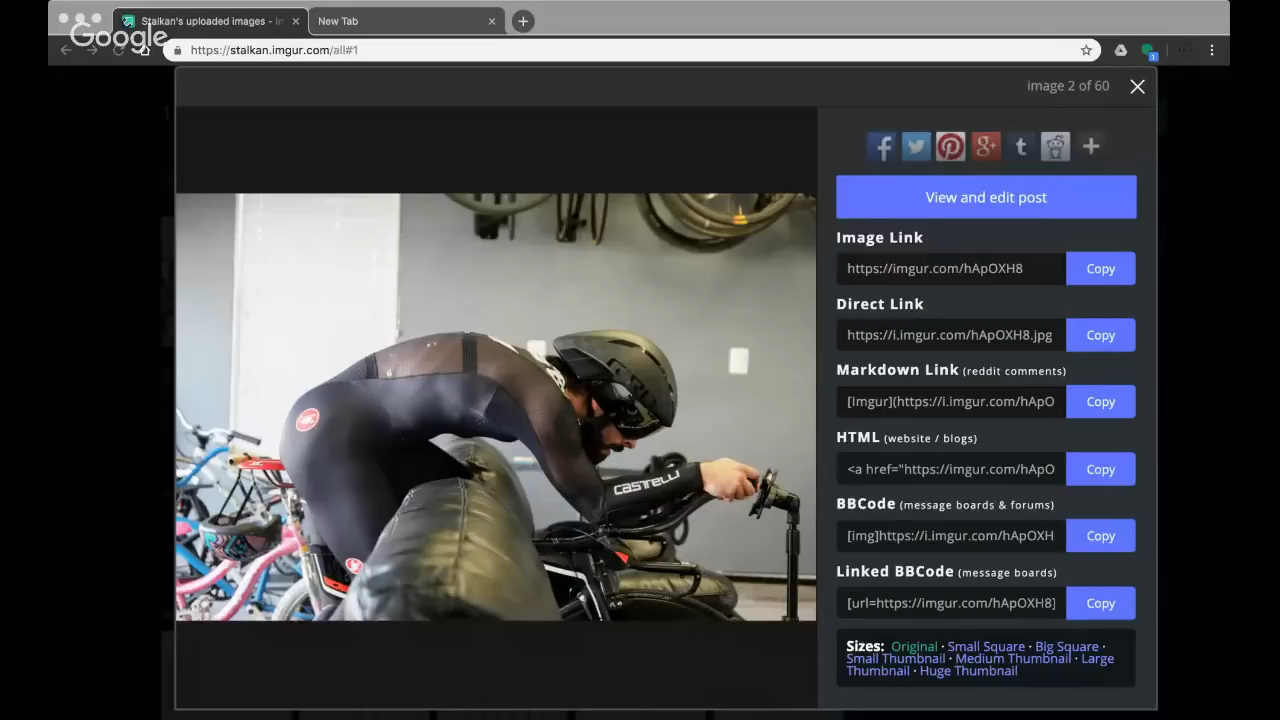 Stalkan's uploaded images - I
New Tab
Google
https://stalkan.imgur.com/all#1
1
image 2 of 60
View and edit post
Image Link
https://imgur.com/hApOXH8
Copy
Direct Link
https://i.imgur.com/hApOXH8.jpg
Copy
Markdown Link (reddit comments)
[Imgur](https://i.imgur.com/hApO
Copy
HTML (website / blogs)
<a href="https://imgur.com/hApO
Copy
BBCode (message boards & forums)
[img]https://i.imgur.com/hApOXH
Copy
Linked BBCode (message boards)
[url=https://imgur.com/hApOXH8]
Copy
Sizes: Original · Small Square · Big Square ·
Small Thumbnail · Medium Thumbnail · Large
Thumbnail · Huge Thumbnail
CASTELLI